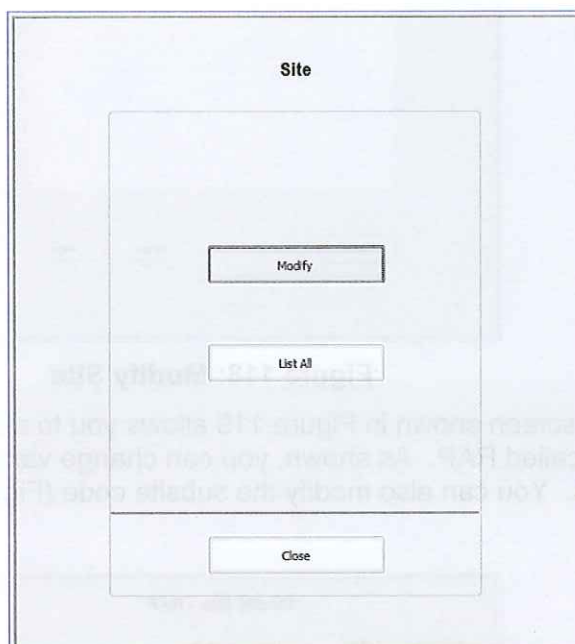 Site
Modify
List All
Figure 118: Modify Site
screen shown in Figure 118 allows you to
called RAP. As shown, you can change
You can also modify the subsite code
Close